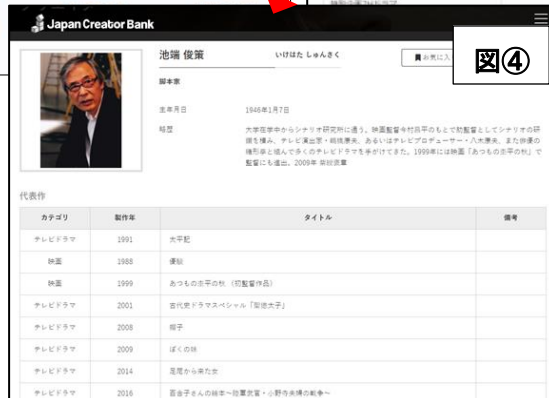 Japan Creator Bank
図④
池端 俊策
いけはた しゅんさく
お気に入
脚本家
生年月日
1946年1月7日
略歴
大学在学中からシナリオ研究所に通う。映画監督今村昌平のもとで助監督としてシナリオの研
鑽を積み、テレビ演出家・
あるいはテレビプロデューサー・八木康夫、また俳優の
緒形拳と組んで多くのテレビドラマを手がけてきた。1999年には映画「あつもの杢平の秋」で
監督にも進出。2009年 紫綬褒章
代表作
カテゴリ 製作年 タイトル 備考
テレビドラマ 1991 太平記
映画 1988 優駿
映画 1999 あつもの杢平の秋 （初監督作品）
テレビドラマ 2001 古代史ドラマスペシャル「聖徳太子」
テレビドラマ 2008 帽子
テレビドラマ 2009 ぼくの妹
テレビドラマ 2014 足尾から来た女
テレビドラマ 2016 百合子さんの絵本～陸軍武官・小野寺夫婦の戦争～